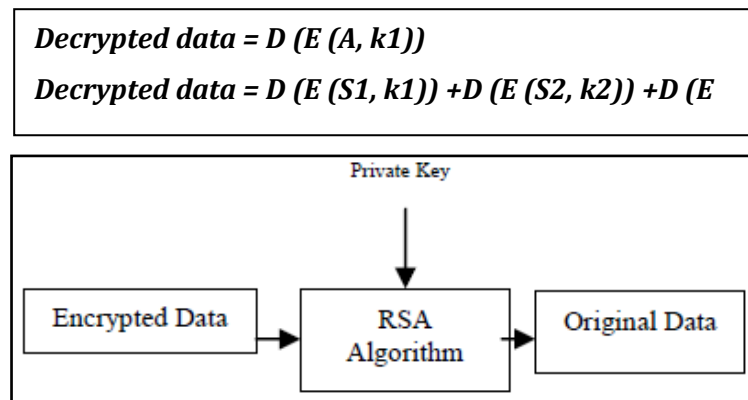 Decrypted data = D (E (A, k1))
Decrypted data = D (E (S1, k1)) +D (E (S2, k2)) +D (E
Private Key
Encrypted Data
RSA
Algorithm
Original Data